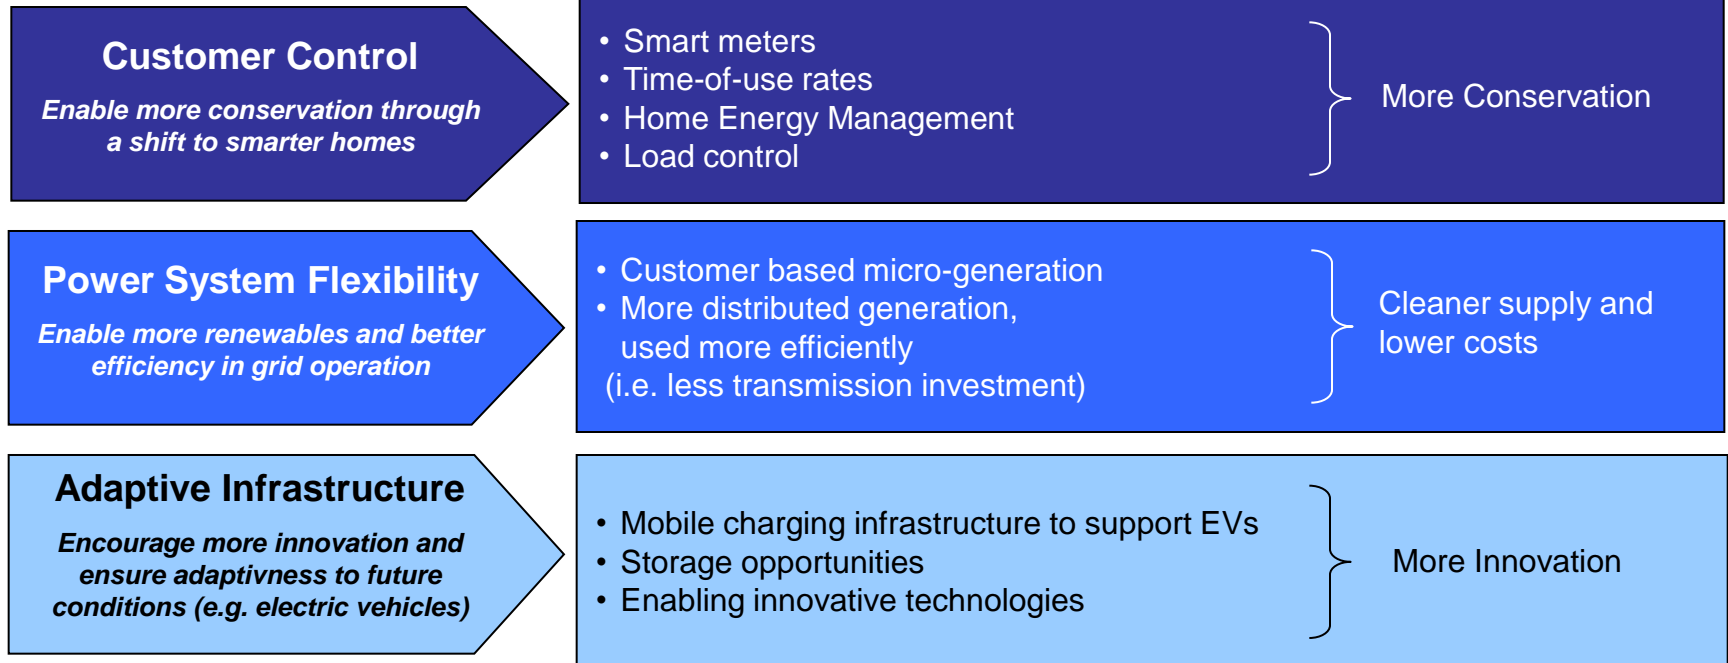 Customer Control
Enable more conservation through
a shift to smarter homes
• Smart meters
• Time-of-use rates
• Home Energy Management
• Load control
More Conservation
Power System Flexibility
Enable more renewables and better
efficiency in grid operation
• Customer based micro-generation
• More distributed generation,
used more efficiently
(i.e. less transmission investment)
Cleaner supply and
lower costs
Adaptive Infrastructure
Encourage more innovation and
ensure adaptivness to future
conditions (e.g. electric vehicles)
• Mobile charging infrastructure to support EVs
• Storage opportunities
• Enabling innovative technologies
More Innovation